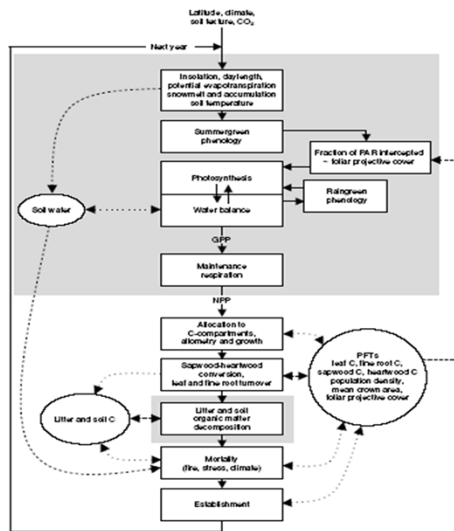 Latitude, climate,
soil texture, CO₂
Next year
Insolation, daylength,
potential evapotranspiration
snowmelt and accumulation
soil temperature
Summergreen
phenology
Fraction of PAR intercepted
~ foliar projective cover
Photosynthesis
Raingreen
phenology
Soil water
Water balance
GPP
Maintenance
respiration
NPP
Allocation to
C-compartments,
allometry and growth
PFTs
leaf C, fine root C,
sapwood C, heartwood C
population density,
mean crown area,
foliar projective cover
Sapwood-heartwood
conversion,
leaf and fine root turnover
Litter and soil C
Litter and soil
organic matter
decomposition
Mortality
(fire, stress, climate)
Establishment